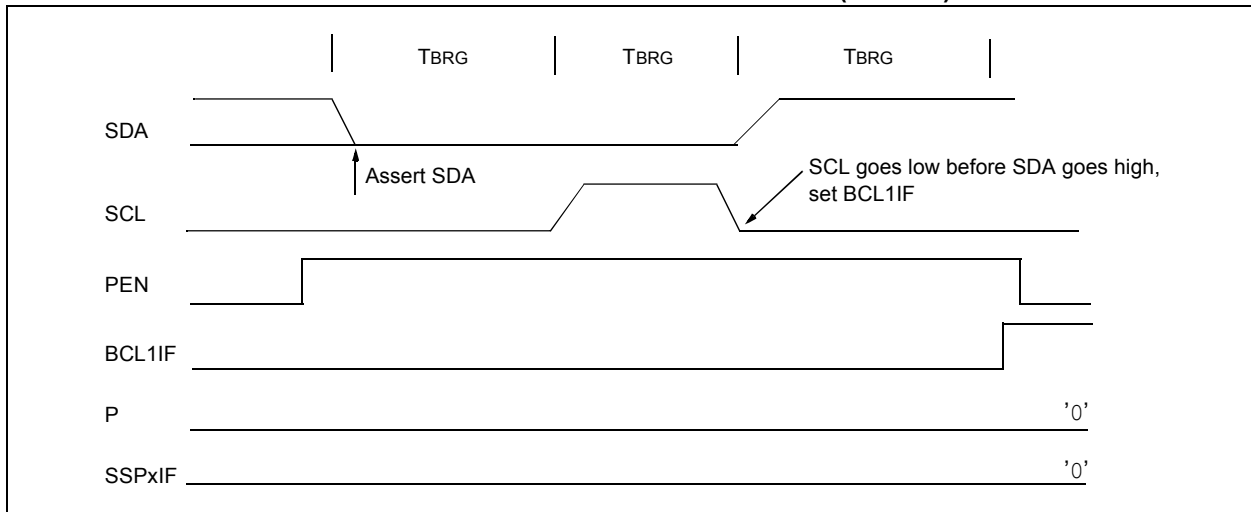 TBRG TBRG TBRG
SDA
Assert SDA
SCL goes low before SDA goes high,
set BCL1IF
SCL
PEN
BCL1IF
P '0'
SSPxIF '0'